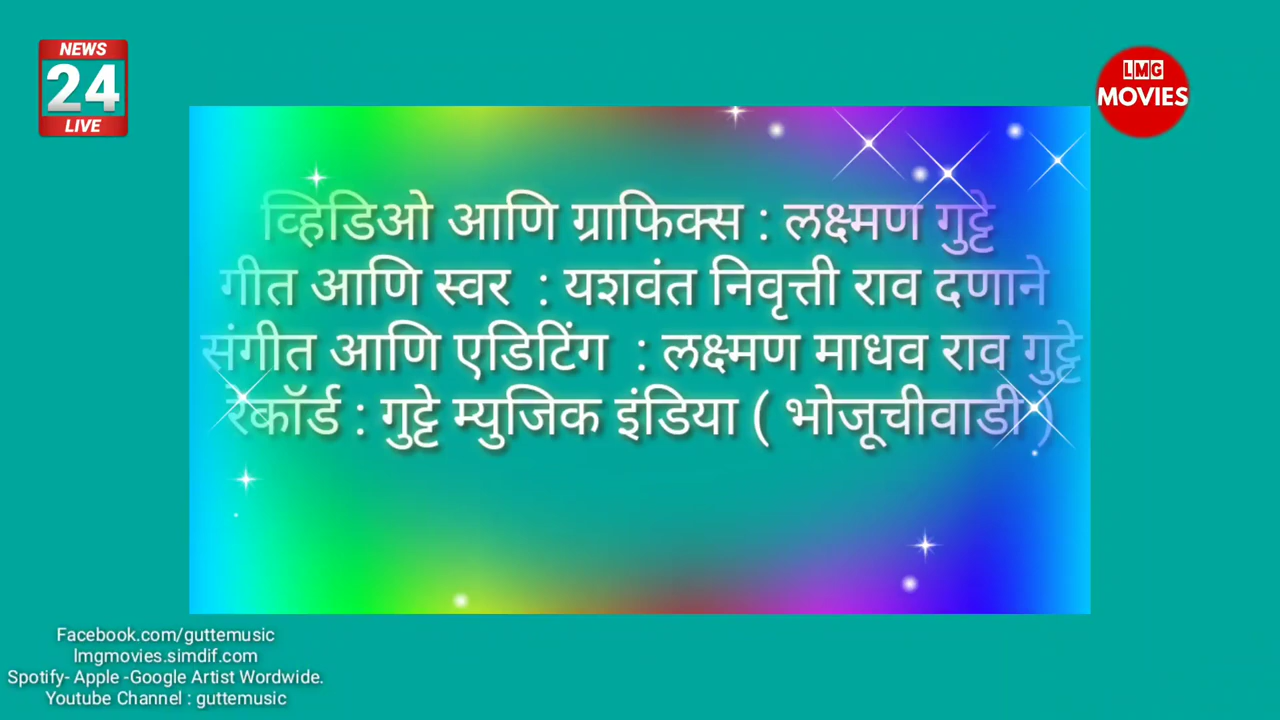 NEWS
24
LIVE
LMG
MOVIES
व्हिडिओ आणि ग्राफिक्स : लक्ष्मण गुट्टे
गीत आणि स्वर : यशवंत निवृत्ती राव दणाने
संगीत आणि एडिटिंग : लक्ष्मण माधव राव गुट्टे
रेकॉर्ड : गुट्टे म्युजिक इंडिया ( भोजूचीवाडी )
Facebook.com/guttemusic
lmgmovies.simdif.com
Spotify- Apple -Google Artist Wordwide.
Youtube Channel : guttemusic